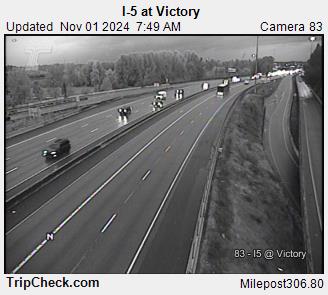 I-5 at Victory
Updated Nov 01 2024 7:49 AM Camera 83
N
83 - I5 @ Victory
TripCheck.com Milepost306.80